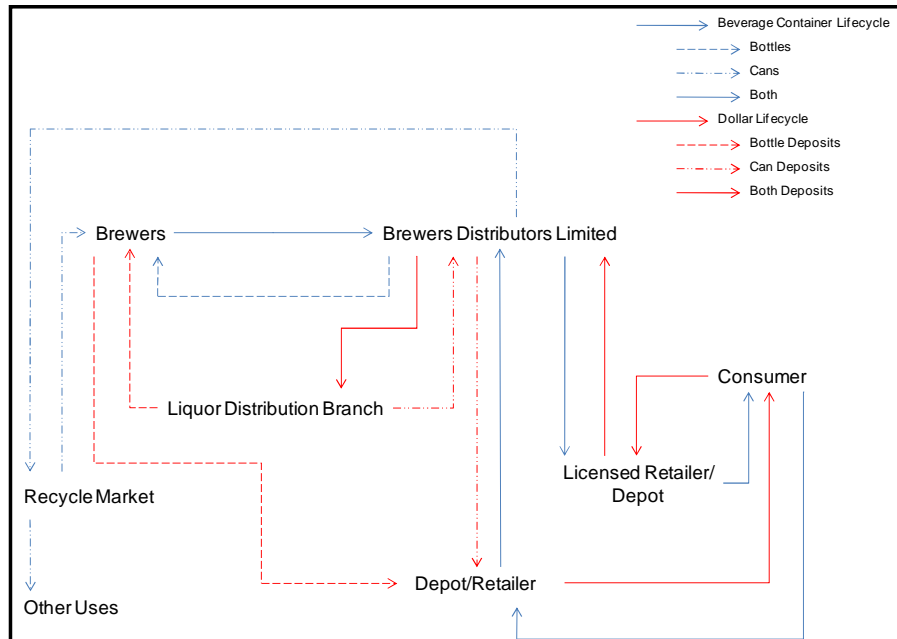 Beverage Container Lifecycle
Bottles
Cans
Both
Dollar Lifecycle
Bottle Deposits
Can Deposits
Both Deposits
Brewers
Brewers Distributors Limited
Consumer
Liquor Distribution Branch
Licensed Retailer/
Depot
Recycle Market
Depot/Retailer
Other Uses